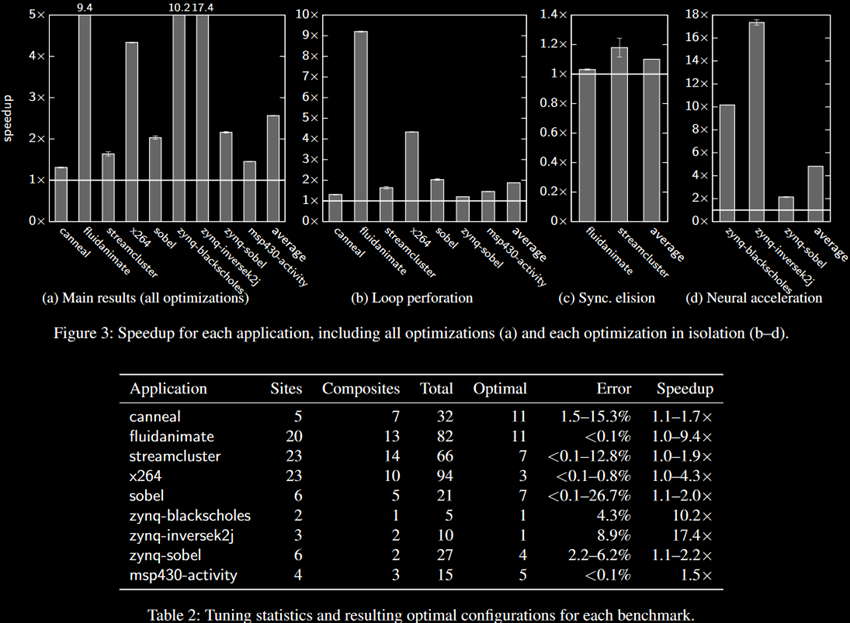 9.4 10.2 17.4
speedup
5×
4×
3×
2×
1×
0×
canneal
fluidanimate
streamcluster
x264
sobel
zynq-blackscholes
zynq-inversek2j
zynq-sobel
msp430-activity
average
(a) Main results (all optimizations)
10×
9×
8×
7×
6×
5×
4×
3×
2×
1×
0×
canneal
fluidanimate
streamcluster
x264
sobel
zynq-sobel
msp430-activity
average
(b) Loop perforation
1.4×
1.2×
1×
0.8×
0.6×
0.4×
0.2×
0×
fluidanimate
streamcluster
average
(c) Sync. elision
18×
16×
14×
12×
10×
8×
6×
4×
2×
0×
zynq-blackscholes
zynq-inversek2j
zynq-sobel
average
(d) Neural acceleration
Figure 3: Speedup for each application, including all optimizations (a) and each optimization in isolation (b–d).
Application Sites Composites Total Optimal Error Speedup
canneal 5 7 32 11 1.5–15.3% 1.1–1.7×
fluidanimate 20 13 82 11 <0.1% 1.0–9.4×
streamcluster 23 14 66 7 <0.1–12.8% 1.0–1.9×
x264 23 10 94 3 <0.1–0.8% 1.0–4.3×
sobel 6 5 21 7 <0.1–26.7% 1.1–2.0×
zynq-blackscholes 2 1 5 1 4.3% 10.2×
zynq-inversek2j 3 2 10 1 8.9% 17.4×
zynq-sobel 6 2 27 4 2.2–6.2% 1.1–2.2×
msp430-activity 4 3 15 5 <0.1% 1.5×
Table 2: Tuning statistics and resulting optimal configurations for each benchmark.